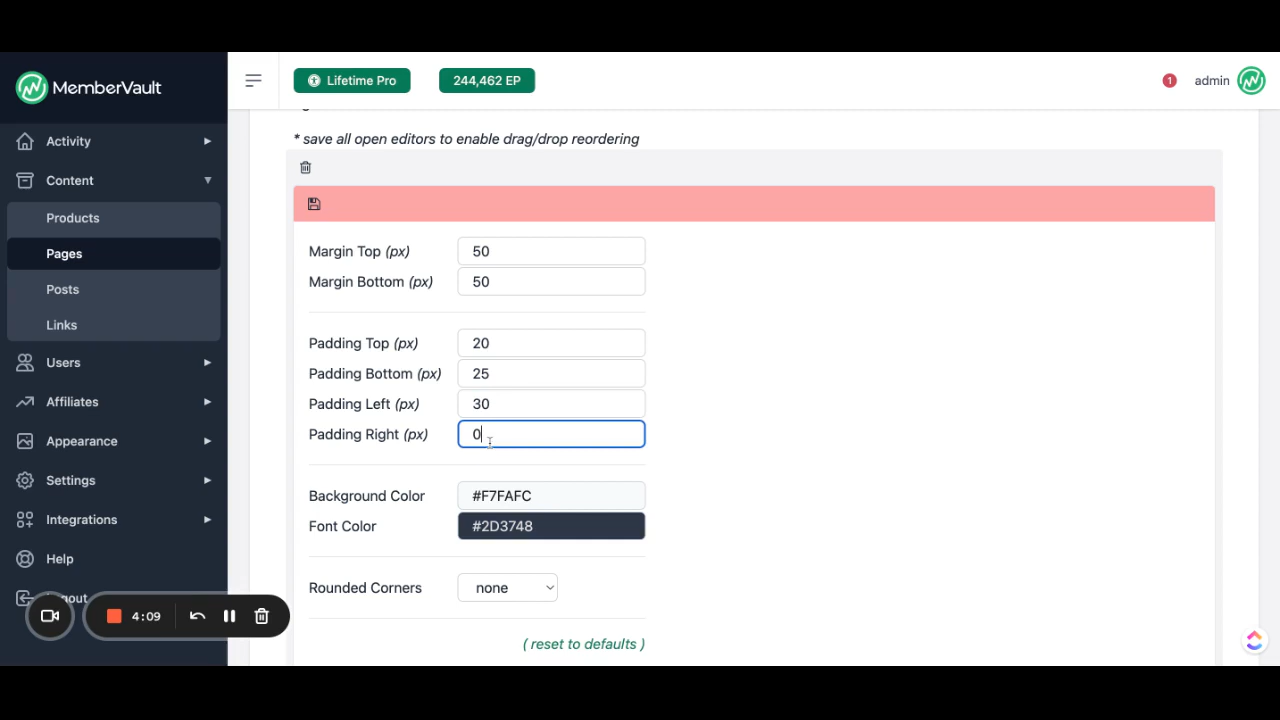 MemberVault
Lifetime Pro
244,462 EP
1
admin
Activity
Content
Products
Pages
Posts
Links
Users
Affiliates
Appearance
Settings
Integrations
Help
4:09
* save all open editors to enable drag/drop reordering
Margin Top (px) 50
Margin Bottom (px) 50
Padding Top (px) 20
Padding Bottom (px) 25
Padding Left (px) 30
Padding Right (px) 0
Background Color #F7FAFC
Font Color #2D3748
Rounded Corners none
( reset to defaults )